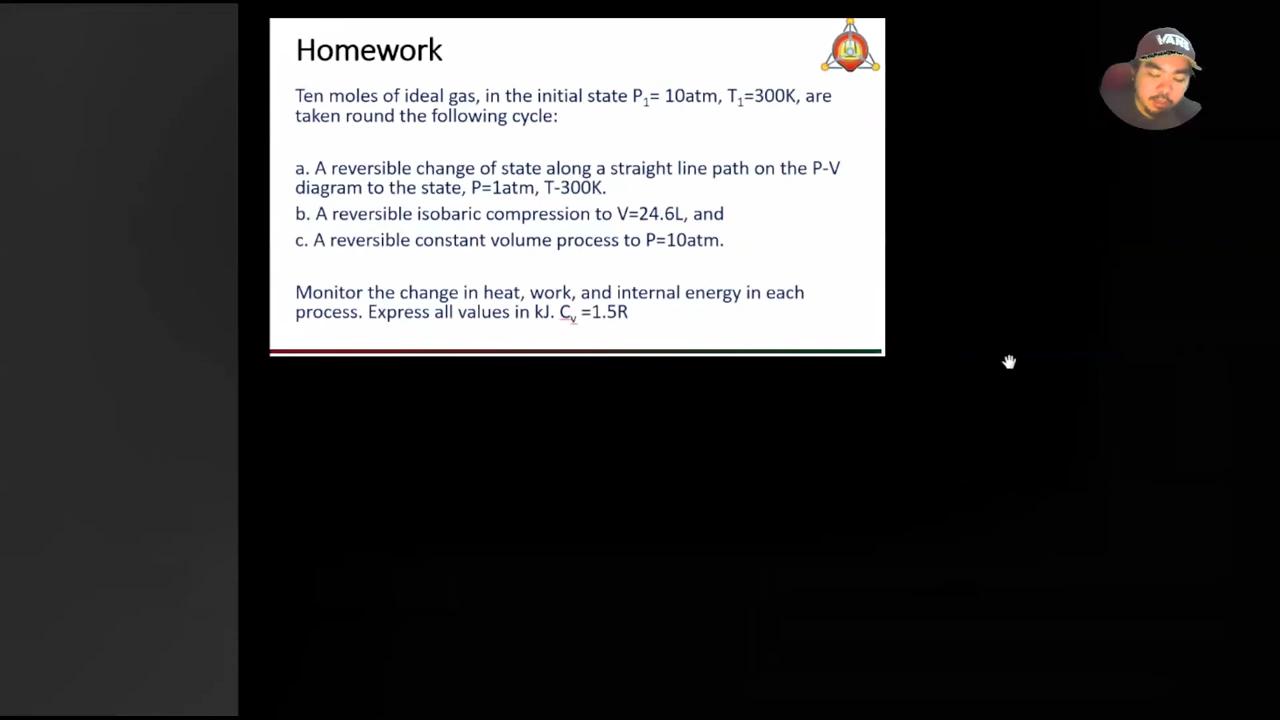 Homework
Ten moles of ideal gas, in the initial state P₁= 10atm, T₁=300K, are
taken round the following cycle:
a. A reversible change of state along a straight line path on the P-V
diagram to the state, P=1atm, T-300K.
b. A reversible isobaric compression to V=24.6L, and
c. A reversible constant volume process to P=10atm.
Monitor the change in heat, work, and internal energy in each
process. Express all values in kJ. Cᵥ =1.5R
VANS